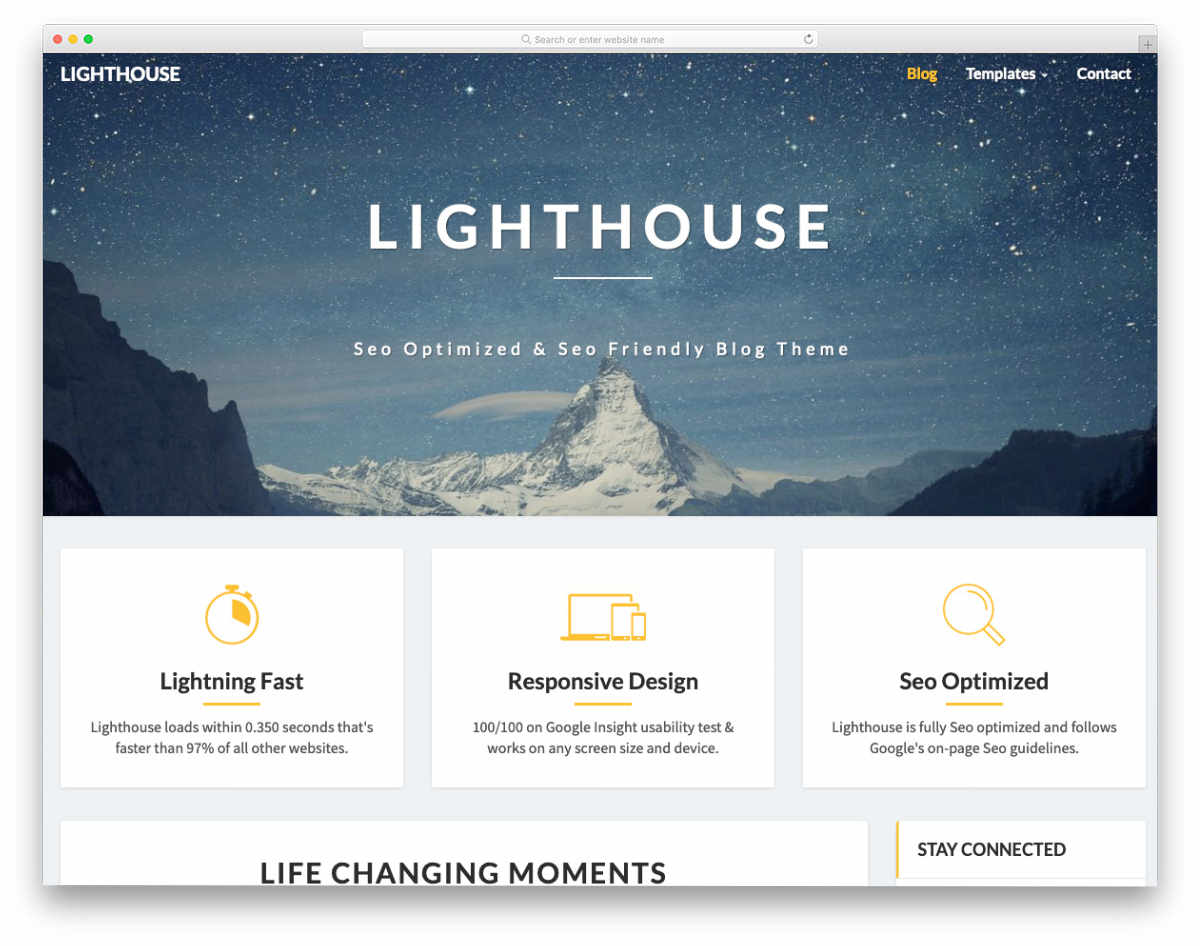 Search or enter website name
LIGHTHOUSE
Blog
Templates
Contact
LIGHTHOUSE
Seo Optimized & Seo Friendly Blog Theme
Lightning Fast
Lighthouse loads within 0.350 seconds that's
faster than 97% of all other websites.
Responsive Design
100/100 on Google Insight usability test &
works on any screen size and device.
Seo Optimized
Lighthouse is fully Seo optimized and follows
Google's on-page Seo guidelines.
LIFE CHANGING MOMENTS
STAY CONNECTED